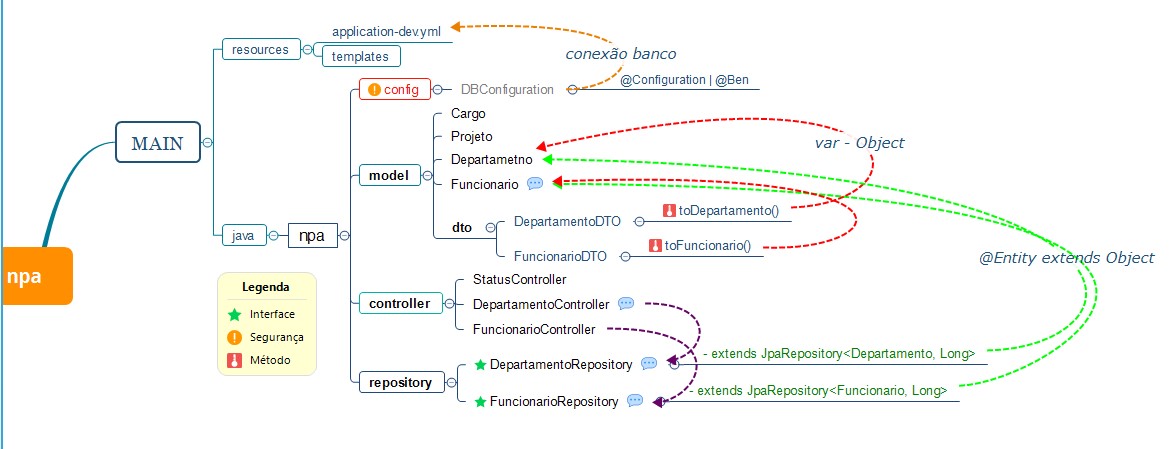 application-dev.yml
conexão banco
resources
templates
config
DBConfiguration
@Configuration | @Ben
Cargo
Projeto
MAIN
var - Object
Departametno
model
Funcionario
toDepartamento()
DepartamentoDTO
dto
java
npa
toFuncionario()
FuncionarioDTO
@Entity extends Object
npa
StatusController
Legenda
controller
DepartamentoController
Interface
FuncionarioController
Segurança
- extends JpaRepository<Departamento, Long>
Método
DepartamentoRepository
repository
- extends JpaRepository<Funcionario, Long>
FuncionarioRepository